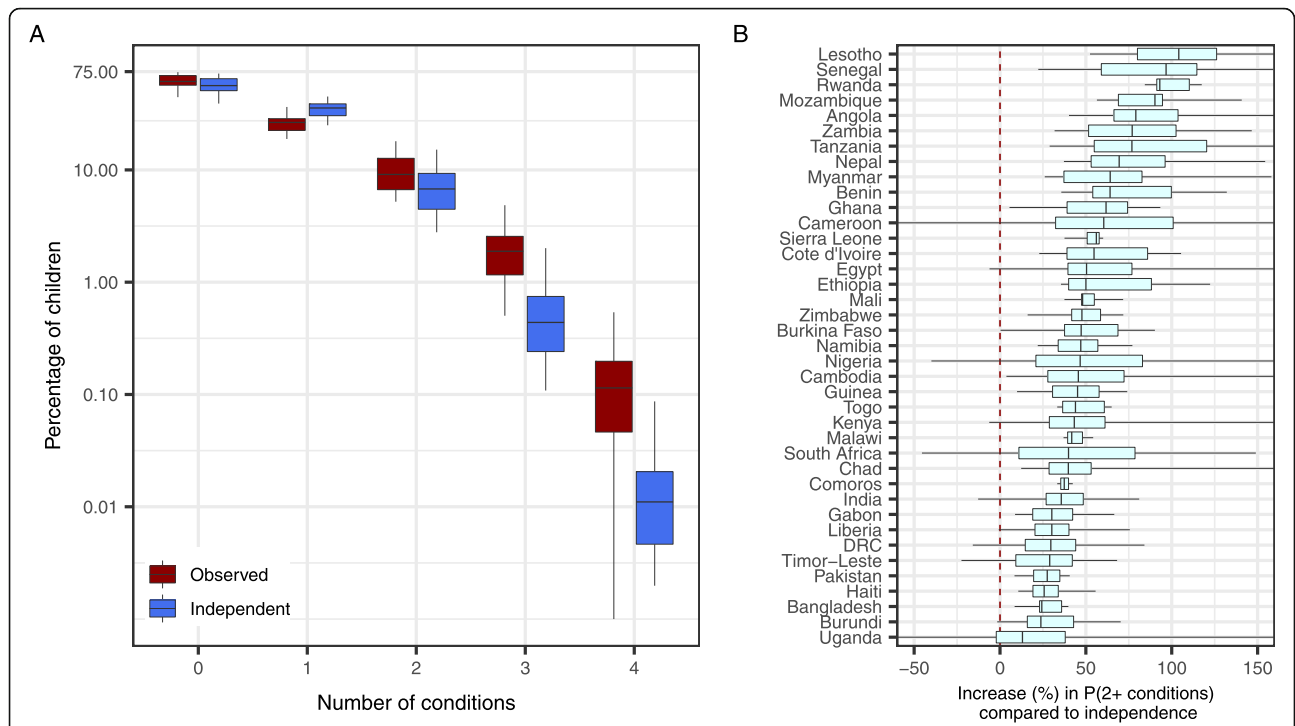 A
75.00
10.00
1.00
0.10
0.01
Percentage of children
Observed
Independent
0 1 2 3 4
Number of conditions
B
Lesotho
Senegal
Rwanda
Mozambique
Angola
Zambia
Tanzania
Nepal
Myanmar
Benin
Ghana
Cameroon
Sierra Leone
Cote d'Ivoire
Egypt
Ethiopia
Mali
Zimbabwe
Burkina Faso
Namibia
Nigeria
Cambodia
Guinea
Togo
Kenya
Malawi
South Africa
Chad
Comoros
India
Gabon
Liberia
DRC
Timor−Leste
Pakistan
Haiti
Bangladesh
Burundi
Uganda
−50 0 50 100 150
Increase (%) in P(2+ conditions)
compared to independence